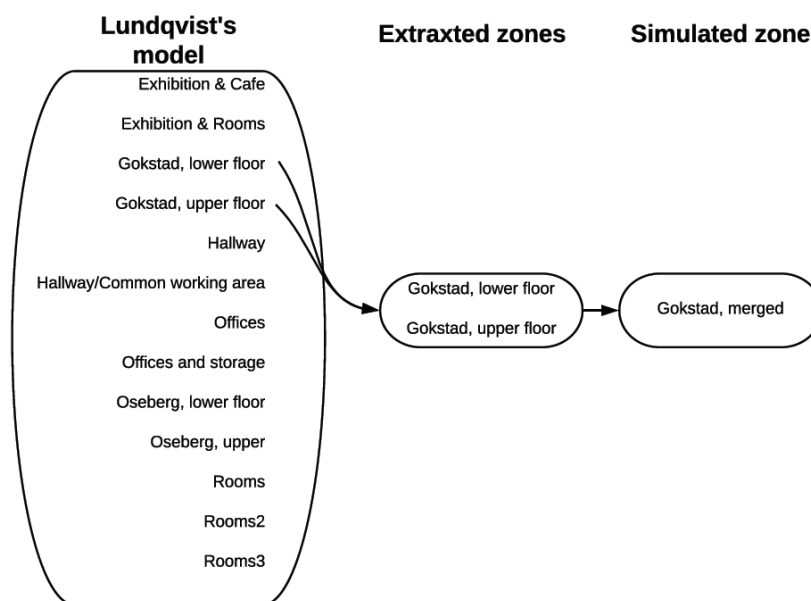 Lundqvist's
model
Exhibition & Cafe
Exhibition & Rooms
Gokstad, lower floor
Gokstad, upper floor
Hallway
Hallway/Common working area
Offices
Offices and storage
Oseberg, lower floor
Oseberg, upper
Rooms
Rooms2
Rooms3
Extraxted zones
Gokstad, lower floor
Gokstad, upper floor
Simulated zone
Gokstad, merged